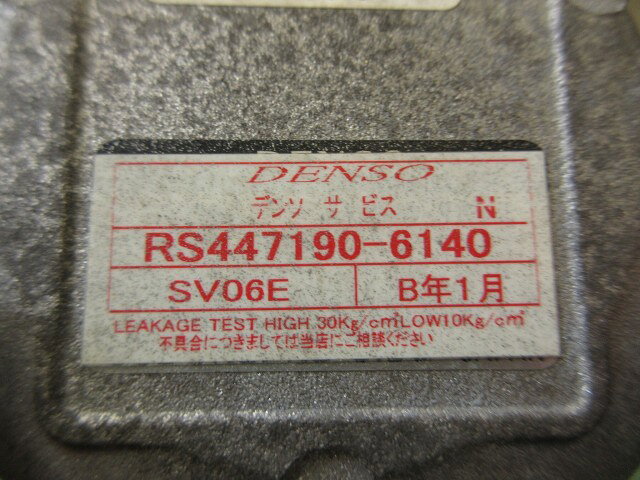 DENSO
デンソ サ ビス N
RS447190-6140
SV06E B年1月
LEAKAGE TEST HIGH 30Kg/cm² LOW10Kg/cm²
不具合につきましては当店にご相談ください